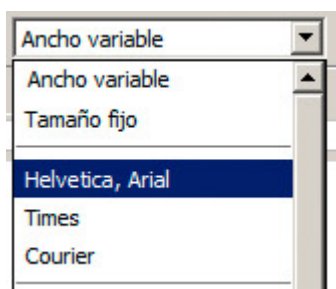 Ancho variable
Ancho variable
Tamaño fijo
Helvetica, Arial
Times
Courier